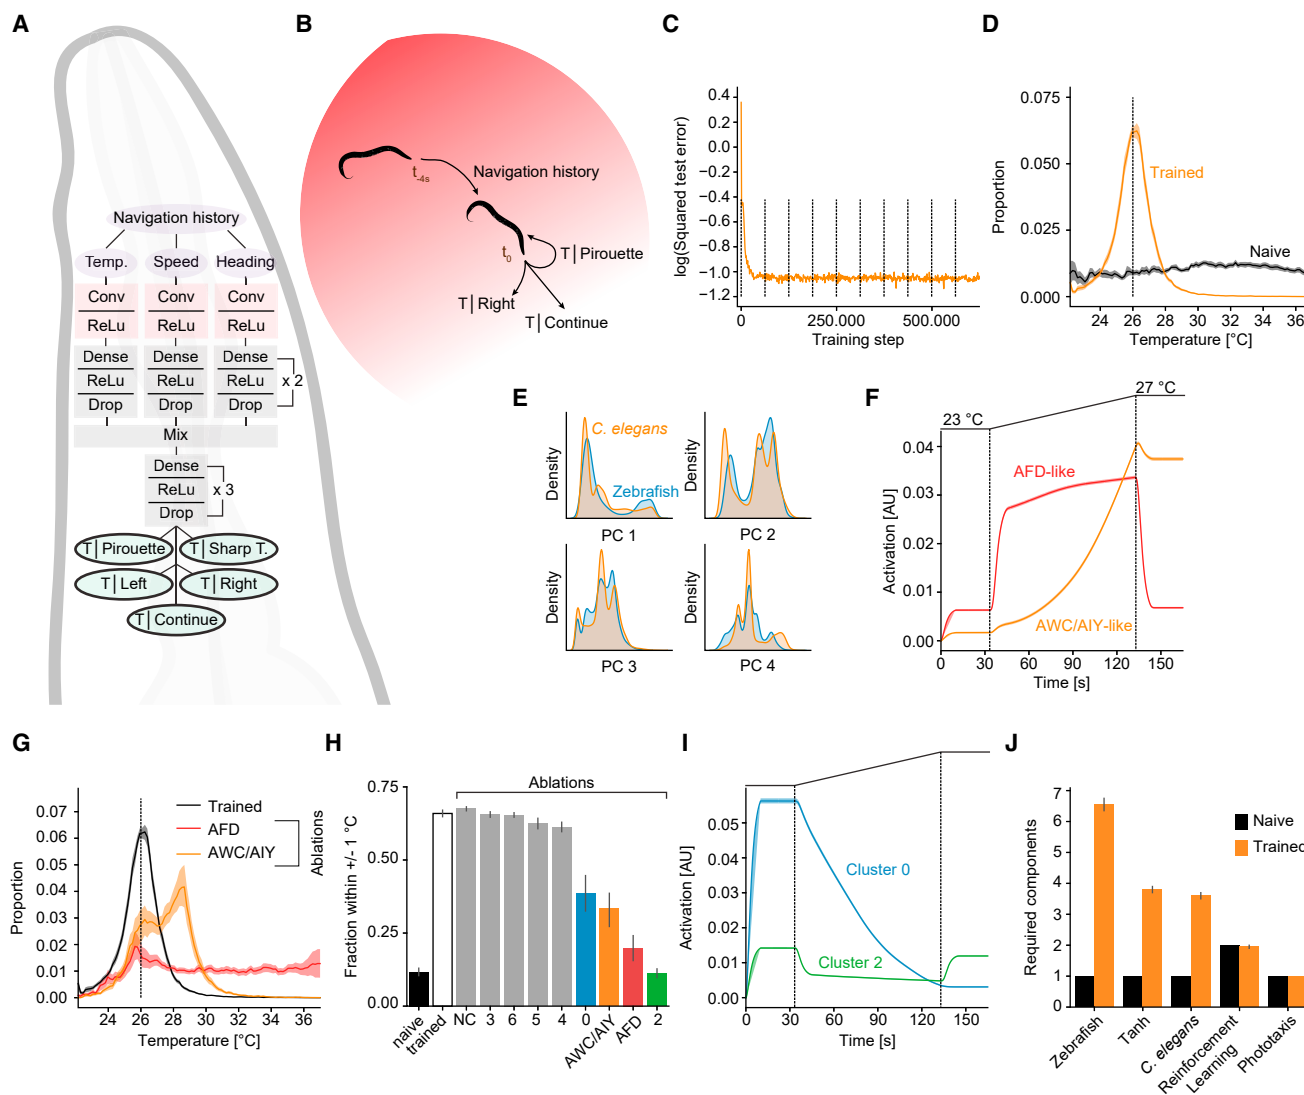 A
Navigation history
Temp. Speed Heading
Conv Conv Conv
ReLu ReLu ReLu
Dense Dense Dense
ReLu ReLu ReLu
x 2
Drop Drop Drop
Mix
Dense
ReLu
x 3
Drop
T|Pirouette T|Sharp T.
T|Left T|Right
T|Continue
B
t-4s
Navigation history
t0
T|Pirouette
T|Right
T|Continue
C
log(Squared test error)
0.4
0.2
0.0
−0.2
−0.4
−0.6
−0.8
−1.0
−1.2
0 250.000 500.000
Training step
D
Proportion
0.075
0.050
0.025
0.000
Trained
Naive
24 26 28 30 32 34 36
Temperature [°C]
E
C. elegans
Zebrafish
Density
PC 1
Density
PC 2
Density
PC 3
Density
PC 4
F
23 °C
27 °C
Activation [AU]
0.04
0.03
0.02
0.01
0.00
AFD-like
AWC/AIY-like
0 30 60 90 120 150
Time [s]
G
Proportion
0.07
0.06
0.05
0.04
0.03
0.02
0.01
0.00
Trained
AFD
AWC/AIY
Ablations
24 26 28 30 32 34 36
Temperature [°C]
H
Fraction within +/- 1 °C
0.75
0.50
0.25
0.00
Ablations
naive
trained
NC
3
6
5
4
0
AWC/AIY
AFD
2
I
Activation [AU]
0.05
0.04
0.03
0.02
0.01
0.00
Cluster 0
Cluster 2
0 30 60 90 120 150
Time [s]
J
Required components
7
6
5
4
3
2
1
0
Naive
Trained
Zebrafish
Tanh
C. elegans
Reinforcement
Learning
Phototaxis